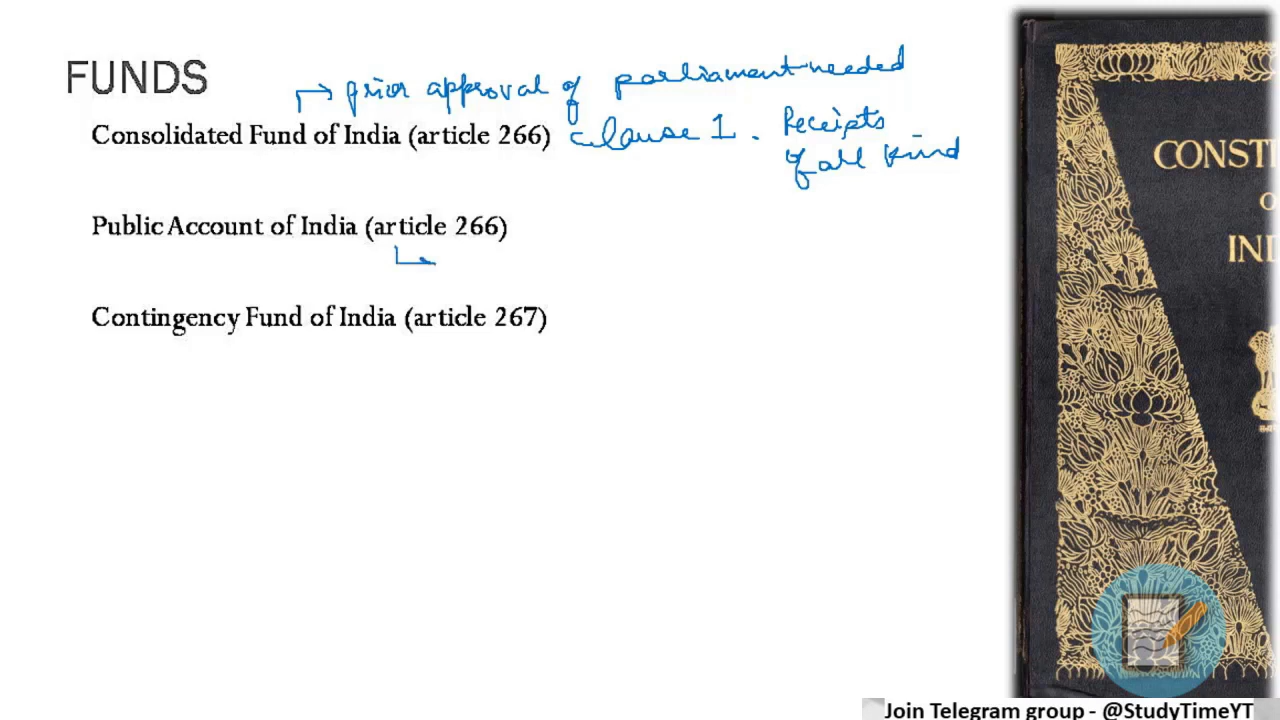 FUNDS
prior approval of parliament needed
Consolidated Fund of India (article 266) clause 1. Receipts
of all kind
Public Account of India (article 266)
Contingency Fund of India (article 267)
CONST
O
IND
Join Telegram group - @StudyTimeYT